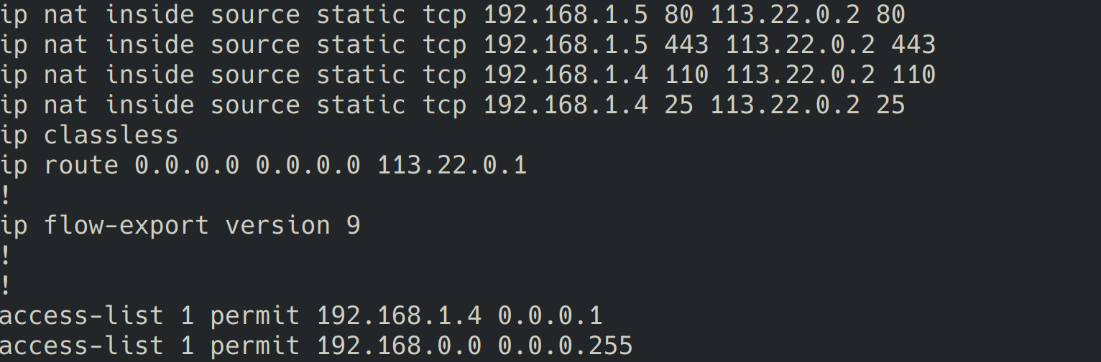 ip nat inside source static tcp 192.168.1.5 80 113.22.0.2 80
ip nat inside source static tcp 192.168.1.5 443 113.22.0.2 443
ip nat inside source static tcp 192.168.1.4 110 113.22.0.2 110
ip nat inside source static tcp 192.168.1.4 25 113.22.0.2 25
ip classless
ip route 0.0.0.0 0.0.0.0 113.22.0.1
!
ip flow-export version 9
!
!
access-list 1 permit 192.168.1.4 0.0.0.1
access-list 1 permit 192.168.0.0 0.0.0.255